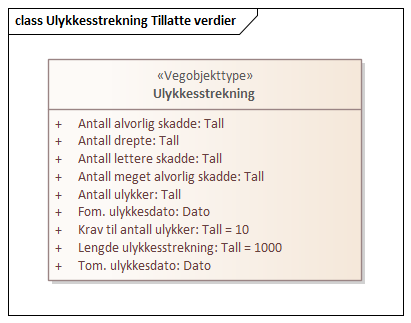 class Ulykkesstrekning Tillatte verdier
«Vegobjekttype»
Ulykkesstrekning
+ Antall alvorlig skadde: Tall
+ Antall drepte: Tall
+ Antall lettere skadde: Tall
+ Antall meget alvorlig skadde: Tall
+ Antall ulykker: Tall
+ Fom. ulykkesdato: Dato
+ Krav til antall ulykker: Tall = 10
+ Lengde ulykkesstrekning: Tall = 1000
+ Tom. ulykkesdato: Dato